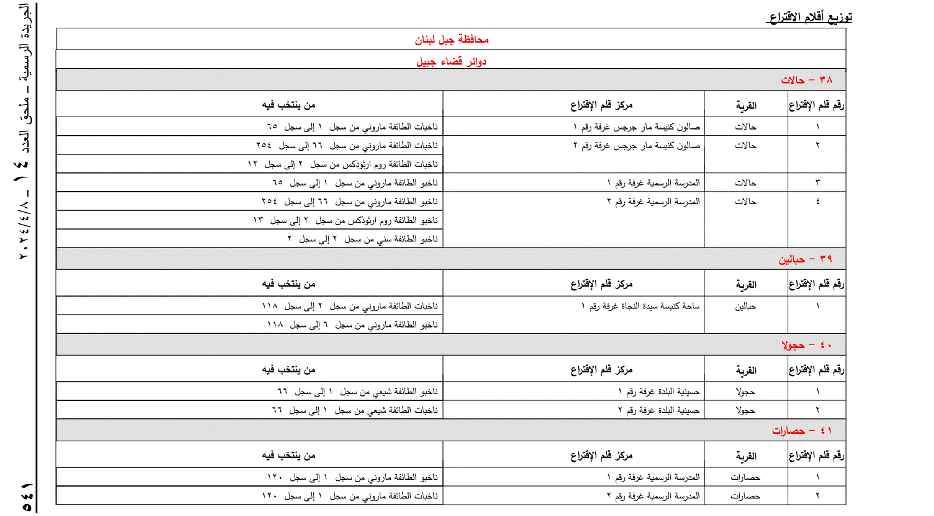 الجريدة الرسمية - ملحق العدد ١٤ - ٢٠٢٤/٤/٨
٥٤١
توزيع أقلام الإقتراع
محافظة جبل لبنان
دوائر قضاء جبيل
٣٨ - حالات
رقم قلم الإقتراع القرية مركز قلم الإقتراع من ينتخب فيه
١ حالات صالون كنيسة مار جرجس غرفة رقم ١ ناخبات الطائفة ماروني من سجل ١ إلى سجل ٦٥
٢ حالات صالون كنيسة مار جرجس غرفة رقم ٢ ناخبات الطائفة ماروني من سجل ٦٦ إلى سجل ٢٥٤
ناخبات الطائفة روم ارثوذكس من سجل ٢ إلى سجل ١٢
٣ حالات المدرسة الرسمية غرفة رقم ١ ناخبو الطائفة ماروني من سجل ١ إلى سجل ٦٥
٤ حالات المدرسة الرسمية غرفة رقم ٢ ناخبو الطائفة ماروني من سجل ٦٦ إلى سجل ٢٥٤
ناخبو الطائفة روم ارثوذكس من سجل ٢ إلى سجل ١٣
ناخبو الطائفة سني من سجل ٢ إلى سجل ٢
٣٩ - حبالين
رقم قلم الإقتراع القرية مركز قلم الإقتراع من ينتخب فيه
١ حبالين ساحة كنيسة سيدة النجاة غرفة رقم ١ ناخبات الطائفة ماروني من سجل ٢ إلى سجل ١١٨
ناخبو الطائفة ماروني من سجل ٦ إلى سجل ١١٨
٤٠ - حجولا
رقم قلم الإقتراع القرية مركز قلم الإقتراع من ينتخب فيه
١ حجولا حسينية البلدة غرفة رقم ١ ناخبو الطائفة شيعي من سجل ١ إلى سجل ٦٦
٢ حجولا حسينية البلدة غرفة رقم ٢ ناخبات الطائفة شيعي من سجل ١ إلى سجل ٦٦
٤١ - حصارات
رقم قلم الإقتراع القرية مركز قلم الإقتراع من ينتخب فيه
١ حصارات المدرسة الرسمية غرفة رقم ١ ناخبو الطائفة ماروني من سجل ١ إلى سجل ١٢٠
٢ حصارات المدرسة الرسمية غرفة رقم ٢ ناخبات الطائفة ماروني من سجل ١ إلى سجل ١٢٠